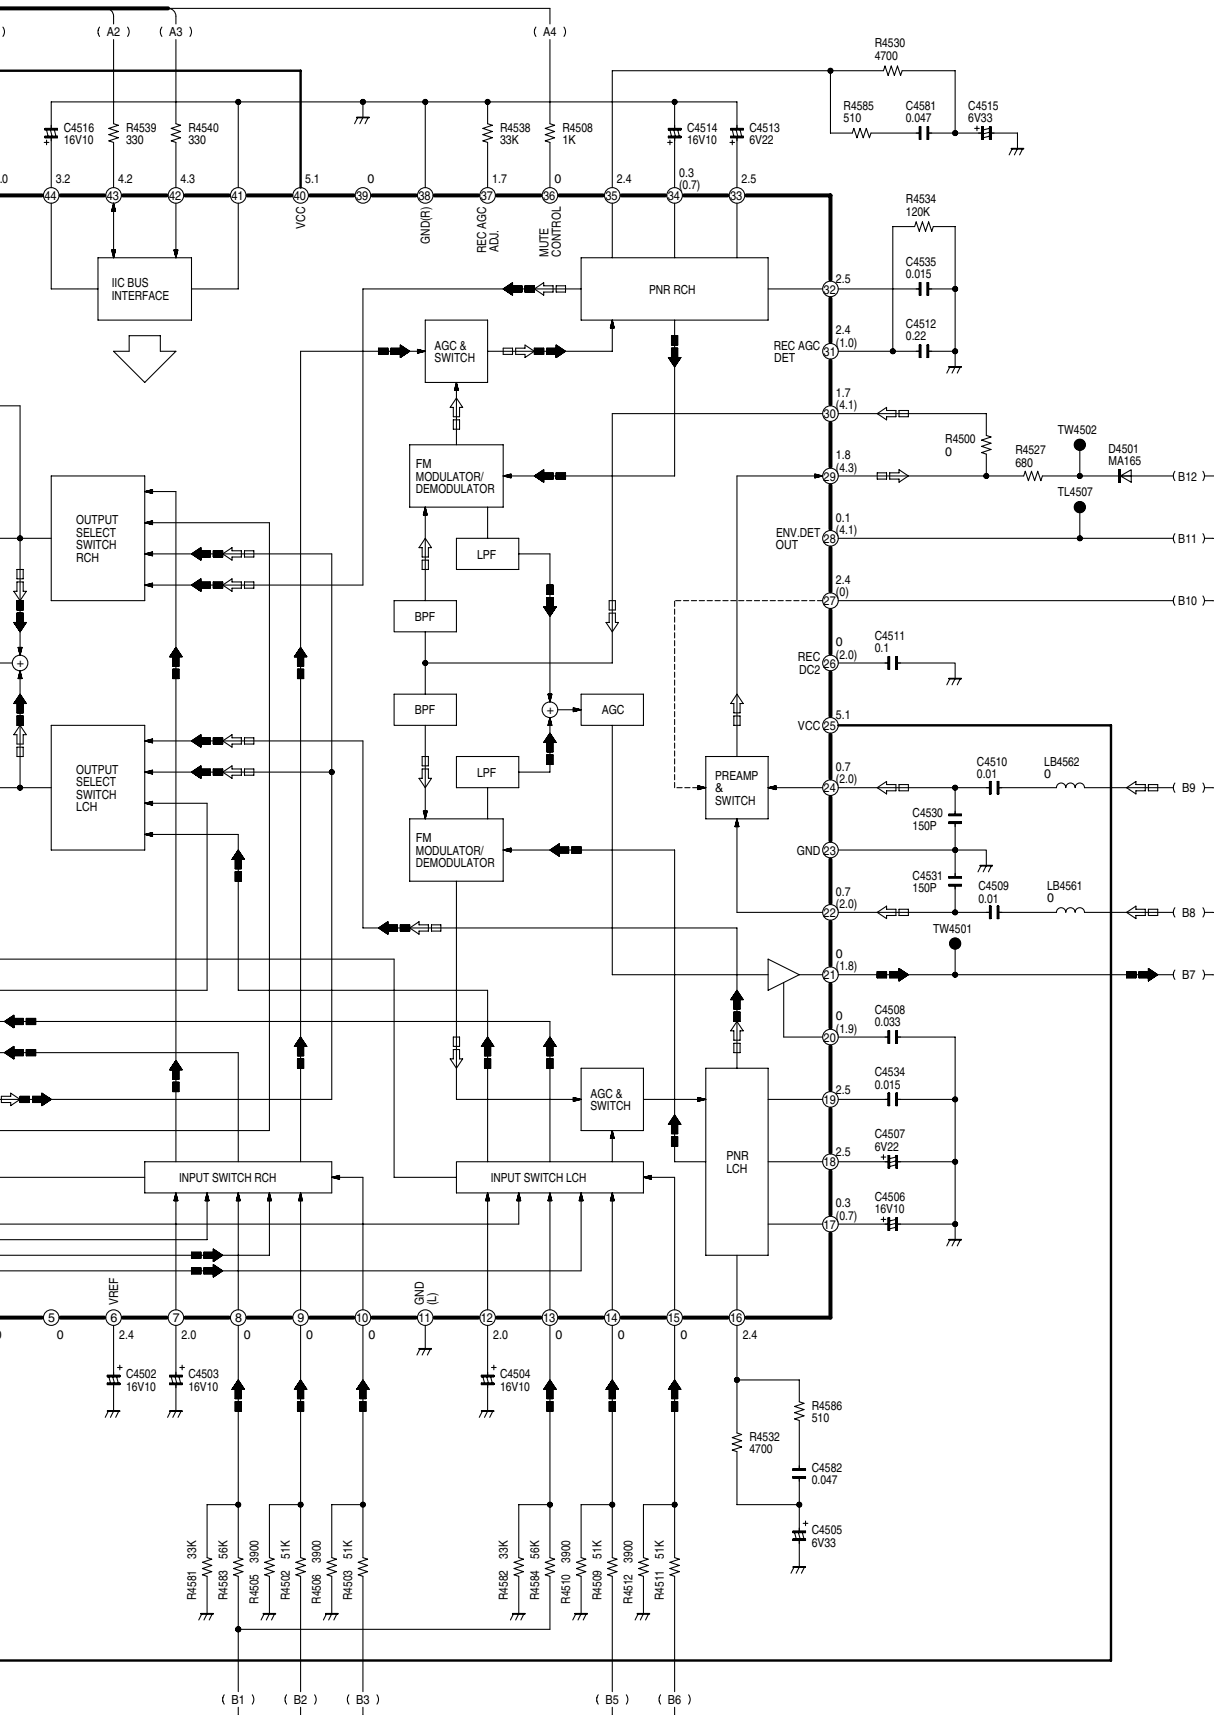 )
( A2 ) ( A3 ) ( A4 )
R4530
4700
R4585
510
C4581
0.047
C4515
6V33
C4516
16V10
R4539
330
R4540
330
R4538
33K
R4508
1K
C4514
16V10
C4513
6V22
.0 3.2 4.2 4.3 5.1 0 1.7 0 2.4 0.3
(0.7) 2.5
44 43 42 41 40 39 38 37 36 35 34 33
VCC
GND(R)
REC AGC
ADJ.
MUTE
CONTROL
R4534
120K
C4535
0.015
C4512
0.22
IIC BUS
INTERFACE
PNR RCH
2.5
32
2.4
(1.0)
REC AGC
DET
31
AGC &
SWITCH
1.7
(4.1)
30
R4500
0
R4527
680
TW4502
D4501
MA165
( B12 )
FM
MODULATOR/
DEMODULATOR
1.8
(4.3)
29
TL4507
OUTPUT
SELECT
SWITCH
RCH
LPF
ENV.DET
OUT
0.1
(4.1)
28
( B11 )
2.4
(0)
27
( B10 )
BPF
REC
DC2
0
(2.0)
26
C4511
0.1
+
+
BPF
AGC
5.1
VCC
25
OUTPUT
SELECT
SWITCH
LCH
LPF
PREAMP
&
SWITCH
0.7
(2.0)
24
C4510
0.01
LB4562
0
( B9 )
C4530
150P
FM
MODULATOR/
DEMODULATOR
GND
23
C4531
150P
C4509
0.01
LB4561
0
0.7
(2.0)
22
( B8 )
TW4501
0
(1.8)
21
( B7 )
0
(1.9)
20
C4508
0.033
AGC &
SWITCH
2.5
19
C4534
0.015
PNR
LCH
2.5
18
C4507
6V22
+
INPUT SWITCH RCH
INPUT SWITCH LCH
0.3
(0.7)
17
C4506
16V10
+
VREF
GND
(L)
5 6 7 8 9 10 11 12 13 14 15 16
0 2.4 2.0 0 0 0 2.0 0 0 0 2.4
+ C4502
16V10
+ C4503
16V10
+ C4504
16V10
R4586
510
R4532
4700
C4582
0.047
+ C4505
6V33
R4581 33K
R4583 56K
R4505 3900
R4502 51K
R4506 3900
R4503 51K
R4582 33K
R4584 56K
R4510 3900
R4509 51K
R4512 3900
R4511 51K
( B1 ) ( B2 ) ( B3 ) ( B5 ) ( B6 )